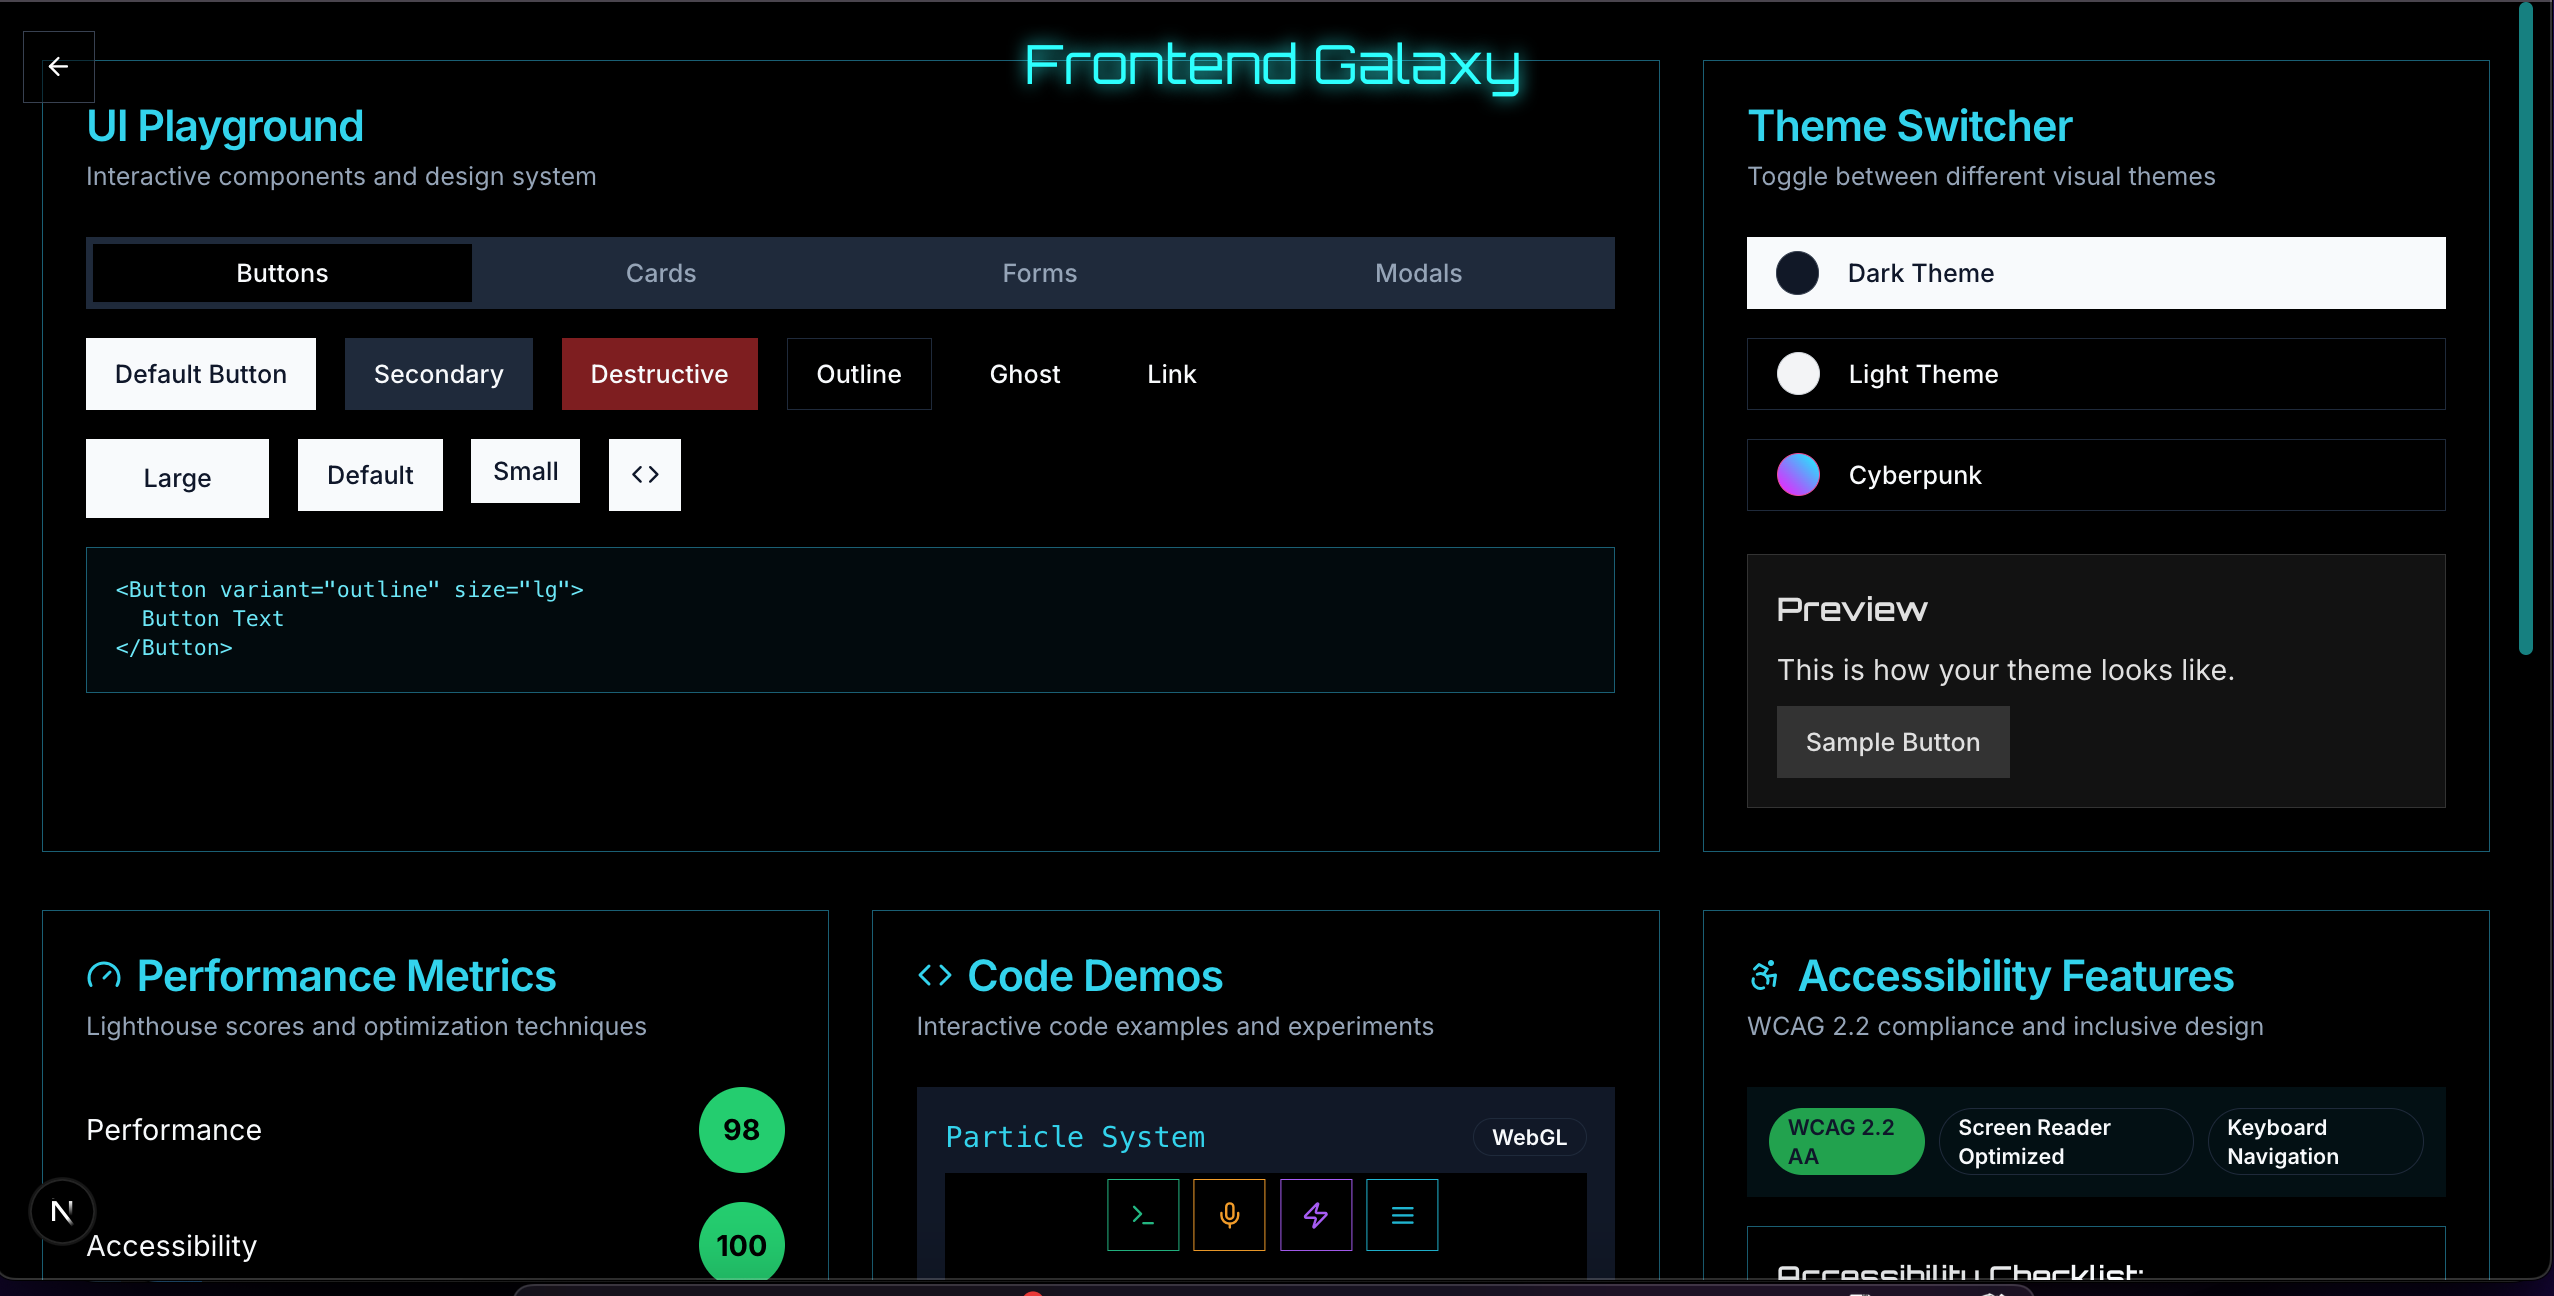 Frontend Galaxy
UI Playground
Interactive components and design system
Buttons
Cards
Forms
Modals
Default Button
Secondary
Destructive
Outline
Ghost
Link
Large
Default
Small
<Button variant="outline" size="lg">
Button Text
</Button>
Theme Switcher
Toggle between different visual themes
Dark Theme
Light Theme
Cyberpunk
Preview
This is how your theme looks like.
Sample Button
Performance Metrics
Lighthouse scores and optimization techniques
Performance
98
Accessibility
100
N
Code Demos
Interactive code examples and experiments
Particle System
WebGL
Accessibility Features
WCAG 2.2 compliance and inclusive design
WCAG 2.2
AA
Screen Reader
Optimized
Keyboard
Navigation
Accessibility Checklist: